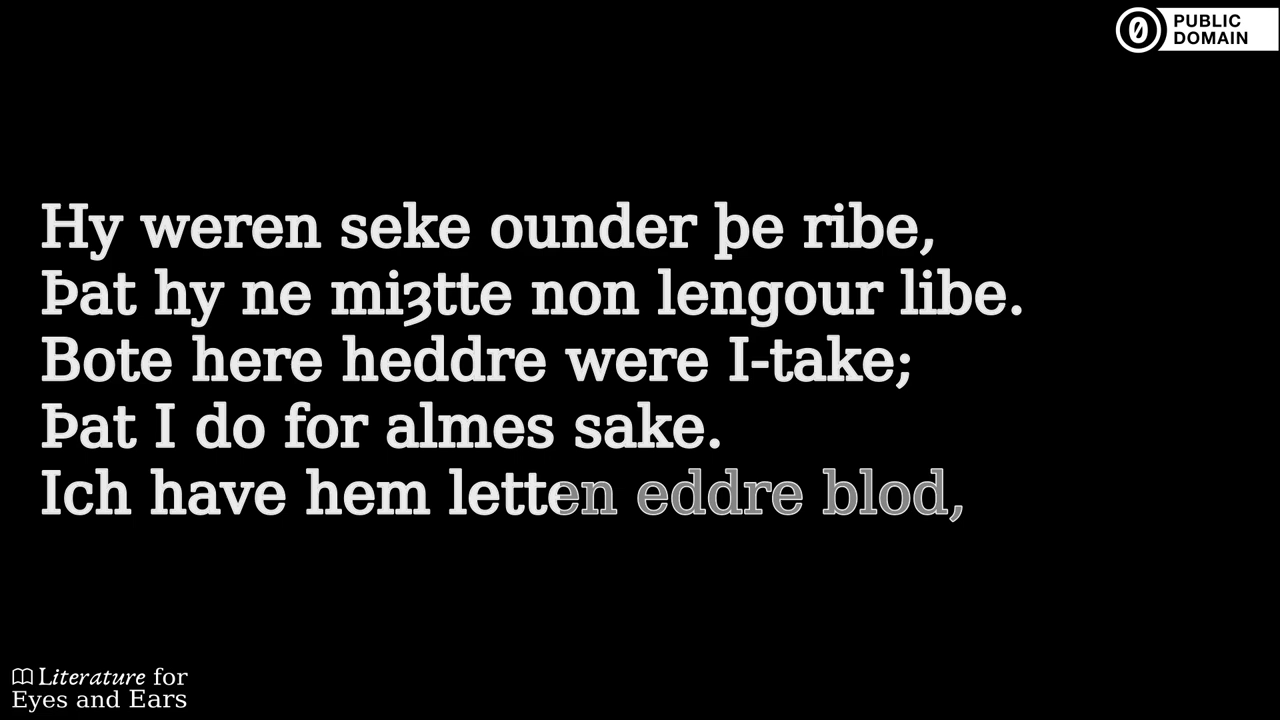 PUBLIC
DOMAIN
Hy weren seke ounder þe ribe,
Þat hy ne miȝtte non lengour libe.
Bote here heddre were I-take;
Þat I do for almes sake.
Ich have hem letten eddre blod,
Literature for
Eyes and Ears